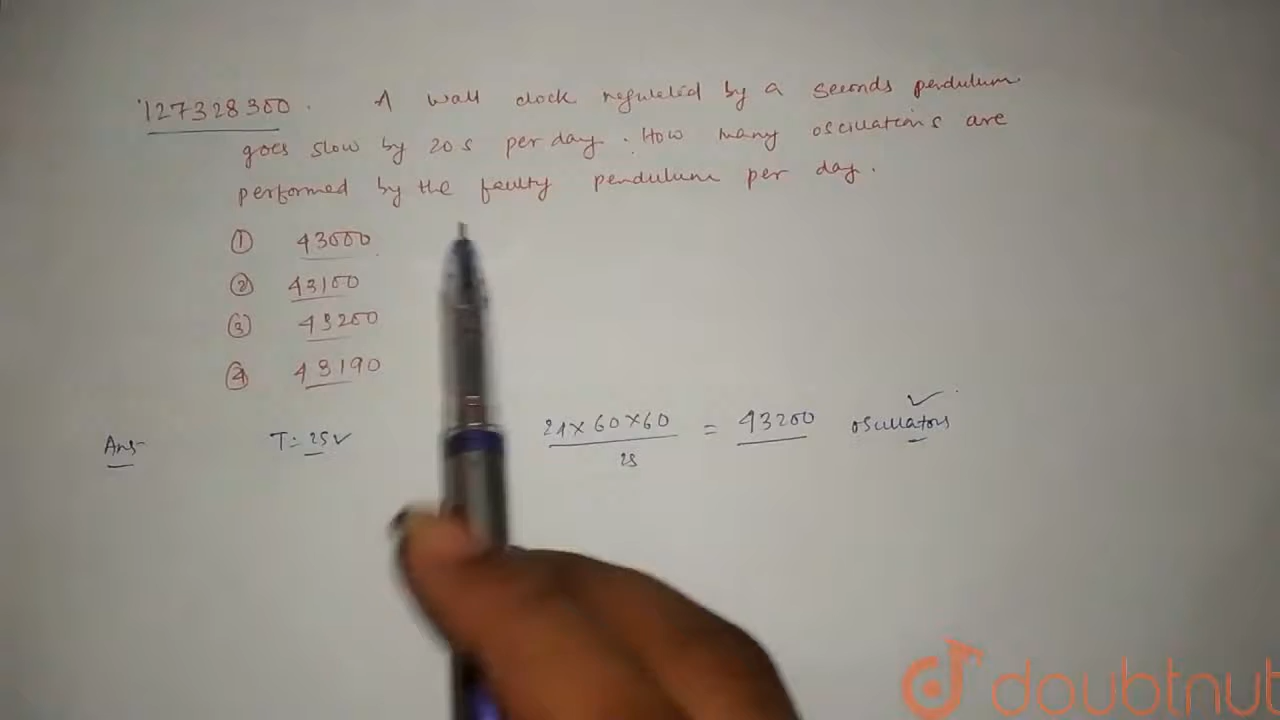 127328300. A wall clock regulated by a seconds pendulum
goes slow by 20s per day. How many oscillations are
performed by the faulty pendulum per day.
① 43000
② 43100
③ 43200
④ 43190
Ans T = 2S✓ 24×60×60 / 2S = 43200 oscillators ✓
doubtnut